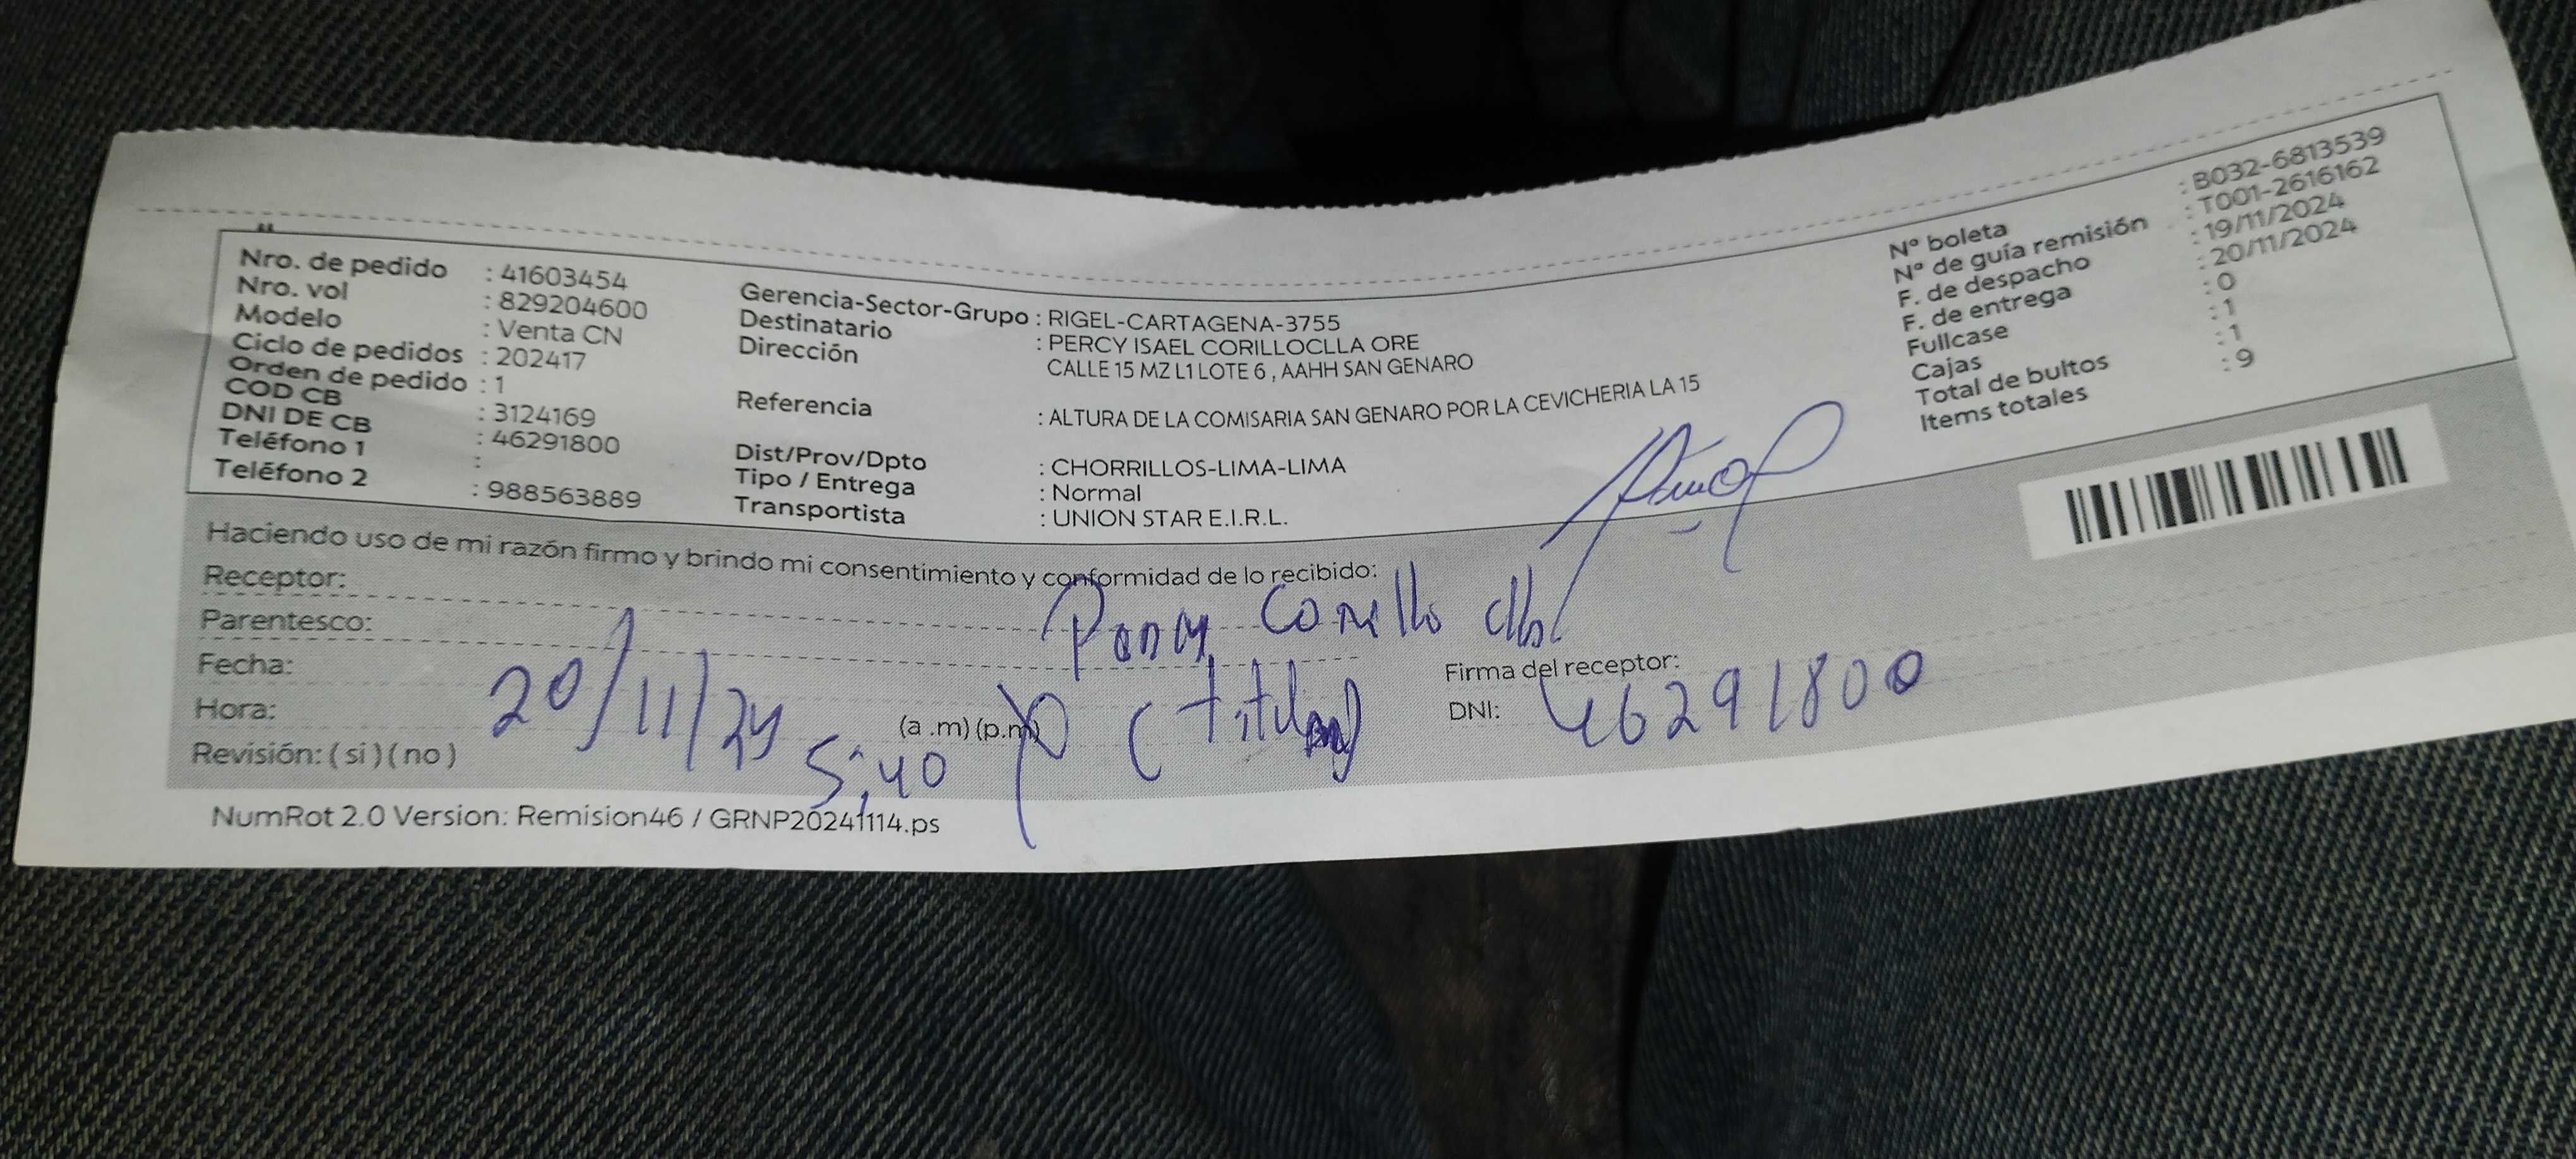 Nro. de pedido : 41603454
Nro. vol : 829204600
Modelo : Venta CN
Ciclo de pedidos : 202417
Orden de pedido : 1
COD CB : 3124169
DNI DE CB : 46291800
Teléfono 1 :
Teléfono 2 : 988563889
Gerencia-Sector-Grupo : RIGEL-CARTAGENA-3755
Destinatario : PERCY ISAEL CORILLOCLLA ORE
Dirección CALLE 15 MZ L1 LOTE 6 , AAHH SAN GENARO
Referencia : ALTURA DE LA COMISARIA SAN GENARO POR LA CEVICHERIA LA 15
Dist/Prov/Dpto : CHORRILLOS-LIMA-LIMA
Tipo / Entrega : Normal
Transportista : UNION STAR E.I.R.L.
N° boleta : B032-6813539
N° de guía remisión : T001-2616162
F. de despacho : 19/11/2024
F. de entrega : 20/11/2024
Fullcase : 0
Cajas : 1
Total de bultos : 1
Items totales : 9
Haciendo uso de mi razón firmo y brindo mi consentimiento y conformidad de lo recibido:
Receptor:
Parentesco: (titular)
Fecha: 20/11/24
Hora: 5:40 (a .m) (p.m)
Revisión: ( si ) ( no )
Firma del receptor:
DNI: 46291800
NumRot 2.0 Version: Remision46 / GRNP20241114.ps